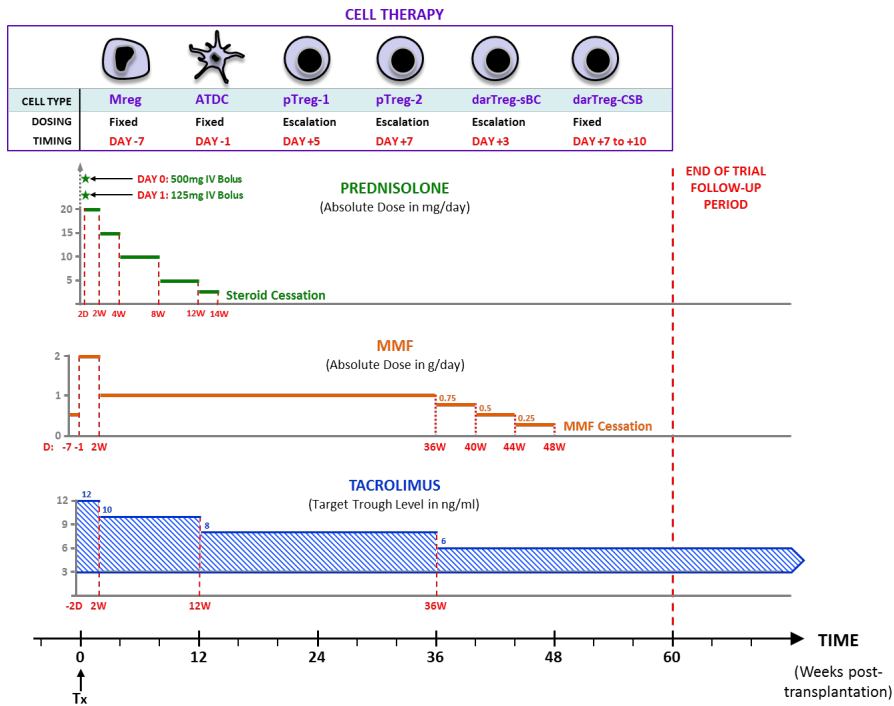 CELL THERAPY
CELL TYPE Mreg ATDC pTreg-1 pTreg-2 darTreg-sBC darTreg-CSB
DOSING Fixed Fixed Escalation Escalation Escalation Fixed
TIMING DAY -7 DAY -1 DAY +5 DAY +7 DAY +3 DAY +7 to +10
DAY 0: 500mg IV Bolus
DAY 1: 125mg IV Bolus
PREDNISOLONE
(Absolute Dose in mg/day)
END OF TRIAL
FOLLOW-UP
PERIOD
20
15
10
5
Steroid Cessation
2D 2W 4W 8W 12W 14W
MMF
(Absolute Dose in g/day)
2
1
0
0.75
0.5
0.25
MMF Cessation
D: -7 -1 2W 36W 40W 44W 48W
TACROLIMUS
(Target Trough Level in ng/ml)
12
9
6
3
12
10
8
6
-2D 2W 12W 36W
0 12 24 36 48 60
TIME
(Weeks post-
transplantation)
Tx